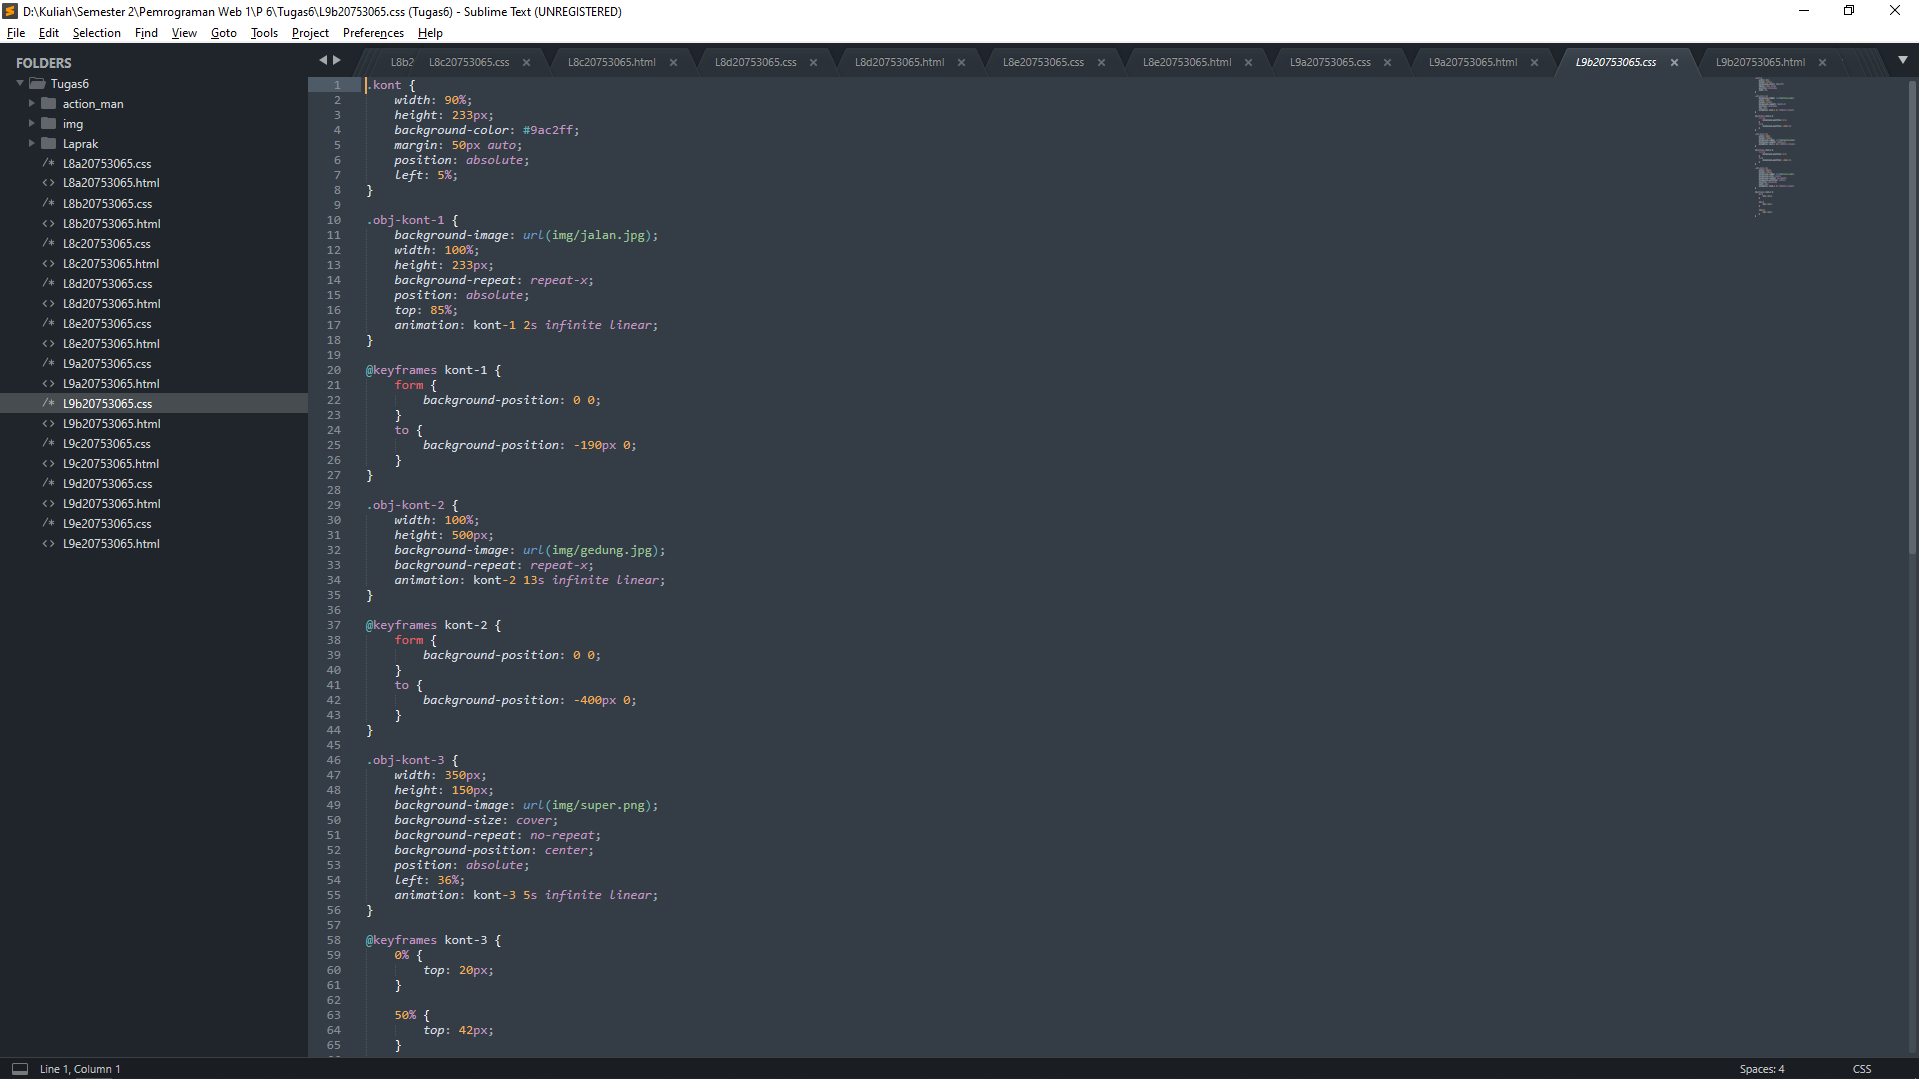 D:\Kuliah\Semester 2\Pemrograman Web 1\P 6\Tugas6\L9b20753065.css (Tugas6) - Sublime Text (UNREGISTERED)
File Edit Selection Find View Goto Tools Project Preferences Help
FOLDERS
Tugas6
action_man
img
Laprak
/* L8a20753065.css
<> L8a20753065.html
/* L8b20753065.css
<> L8b20753065.html
/* L8c20753065.css
<> L8c20753065.html
/* L8d20753065.css
<> L8d20753065.html
/* L8e20753065.css
<> L8e20753065.html
/* L9a20753065.css
<> L9a20753065.html
/* L9b20753065.css
<> L9b20753065.html
/* L9c20753065.css
<> L9c20753065.html
/* L9d20753065.css
<> L9d20753065.html
/* L9e20753065.css
<> L9e20753065.html
L8b2 L8c20753065.css L8c20753065.html L8d20753065.css L8d20753065.html L8e20753065.css L8e20753065.html L9a20753065.css L9a20753065.html L9b20753065.css L9b20753065.html
1 .kont {
2 width: 90%;
3 height: 233px;
4 background-color: #9ac2ff;
5 margin: 50px auto;
6 position: absolute;
7 left: 5%;
8 }
9
10 .obj-kont-1 {
11 background-image: url(img/jalan.jpg);
12 width: 100%;
13 height: 233px;
14 background-repeat: repeat-x;
15 position: absolute;
16 top: 85%;
17 animation: kont-1 2s infinite linear;
18 }
19
20 @keyframes kont-1 {
21 form {
22 background-position: 0 0;
23 }
24 to {
25 background-position: -190px 0;
26 }
27 }
28
29 .obj-kont-2 {
30 width: 100%;
31 height: 500px;
32 background-image: url(img/gedung.jpg);
33 background-repeat: repeat-x;
34 animation: kont-2 13s infinite linear;
35 }
36
37 @keyframes kont-2 {
38 form {
39 background-position: 0 0;
40 }
41 to {
42 background-position: -400px 0;
43 }
44 }
45
46 .obj-kont-3 {
47 width: 350px;
48 height: 150px;
49 background-image: url(img/super.png);
50 background-size: cover;
51 background-repeat: no-repeat;
52 background-position: center;
53 position: absolute;
54 left: 36%;
55 animation: kont-3 5s infinite linear;
56 }
57
58 @keyframes kont-3 {
59 0% {
60 top: 20px;
61 }
62
63 50% {
64 top: 42px;
65 }
Line 1, Column 1 Spaces: 4 CSS